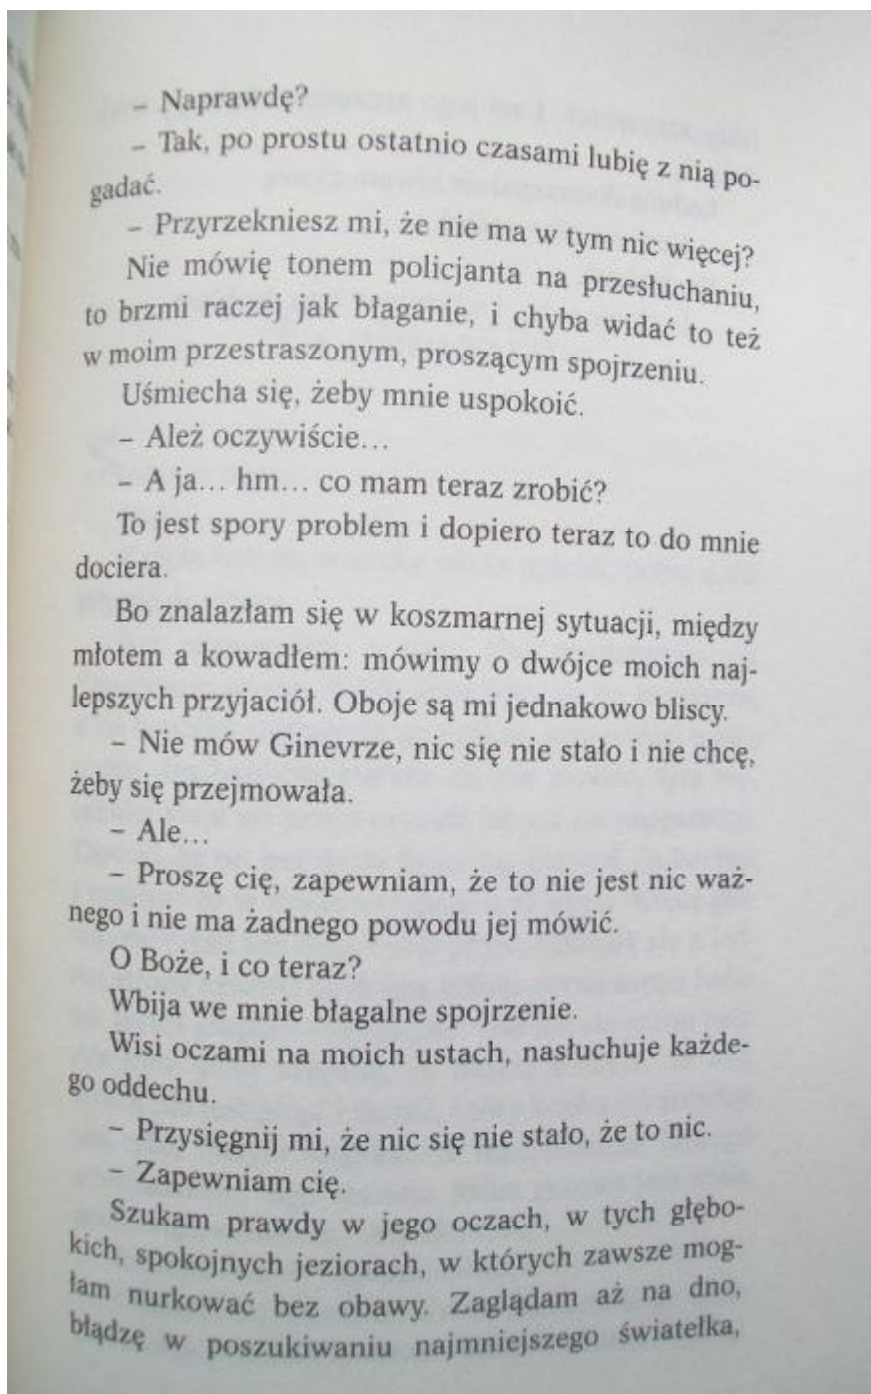 – Naprawdę?
– Tak, po prostu ostatnio czasami lubię z nią po-
gadać.
– Przyrzekniesz mi, że nie ma w tym nic więcej?
Nie mówię tonem policjanta na przesłuchaniu,
to brzmi raczej jak błaganie, i chyba widać to też
w moim przestraszonym, proszącym spojrzeniu.
Uśmiecha się, żeby mnie uspokoić.
– Ależ oczywiście...
– A ja... hm... co mam teraz zrobić?
To jest spory problem i dopiero teraz to do mnie
dociera.
Bo znalazłam się w koszmarnej sytuacji, między
młotem a kowadłem: mówimy o dwójce moich naj-
lepszych przyjaciół. Oboje są mi jednakowo bliscy.
– Nie mów Ginevrze, nic się nie stało i nie chcę,
żeby się przejmowała.
– Ale...
– Proszę cię, zapewniam, że to nie jest nic waż-
nego i nie ma żadnego powodu jej mówić.
O Boże, i co teraz?
Wbija we mnie błagalne spojrzenie.
Wisi oczami na moich ustach, nasłuchuje każde-
go oddechu.
– Przysięgnij mi, że nic się nie stało, że to nic.
– Zapewniam cię.
Szukam prawdy w jego oczach, w tych głębo-
kich, spokojnych jeziorach, w których zawsze mog-
łam nurkować bez obawy. Zaglądam aż na dno,
błądzę w poszukiwaniu najmniejszego światełka,